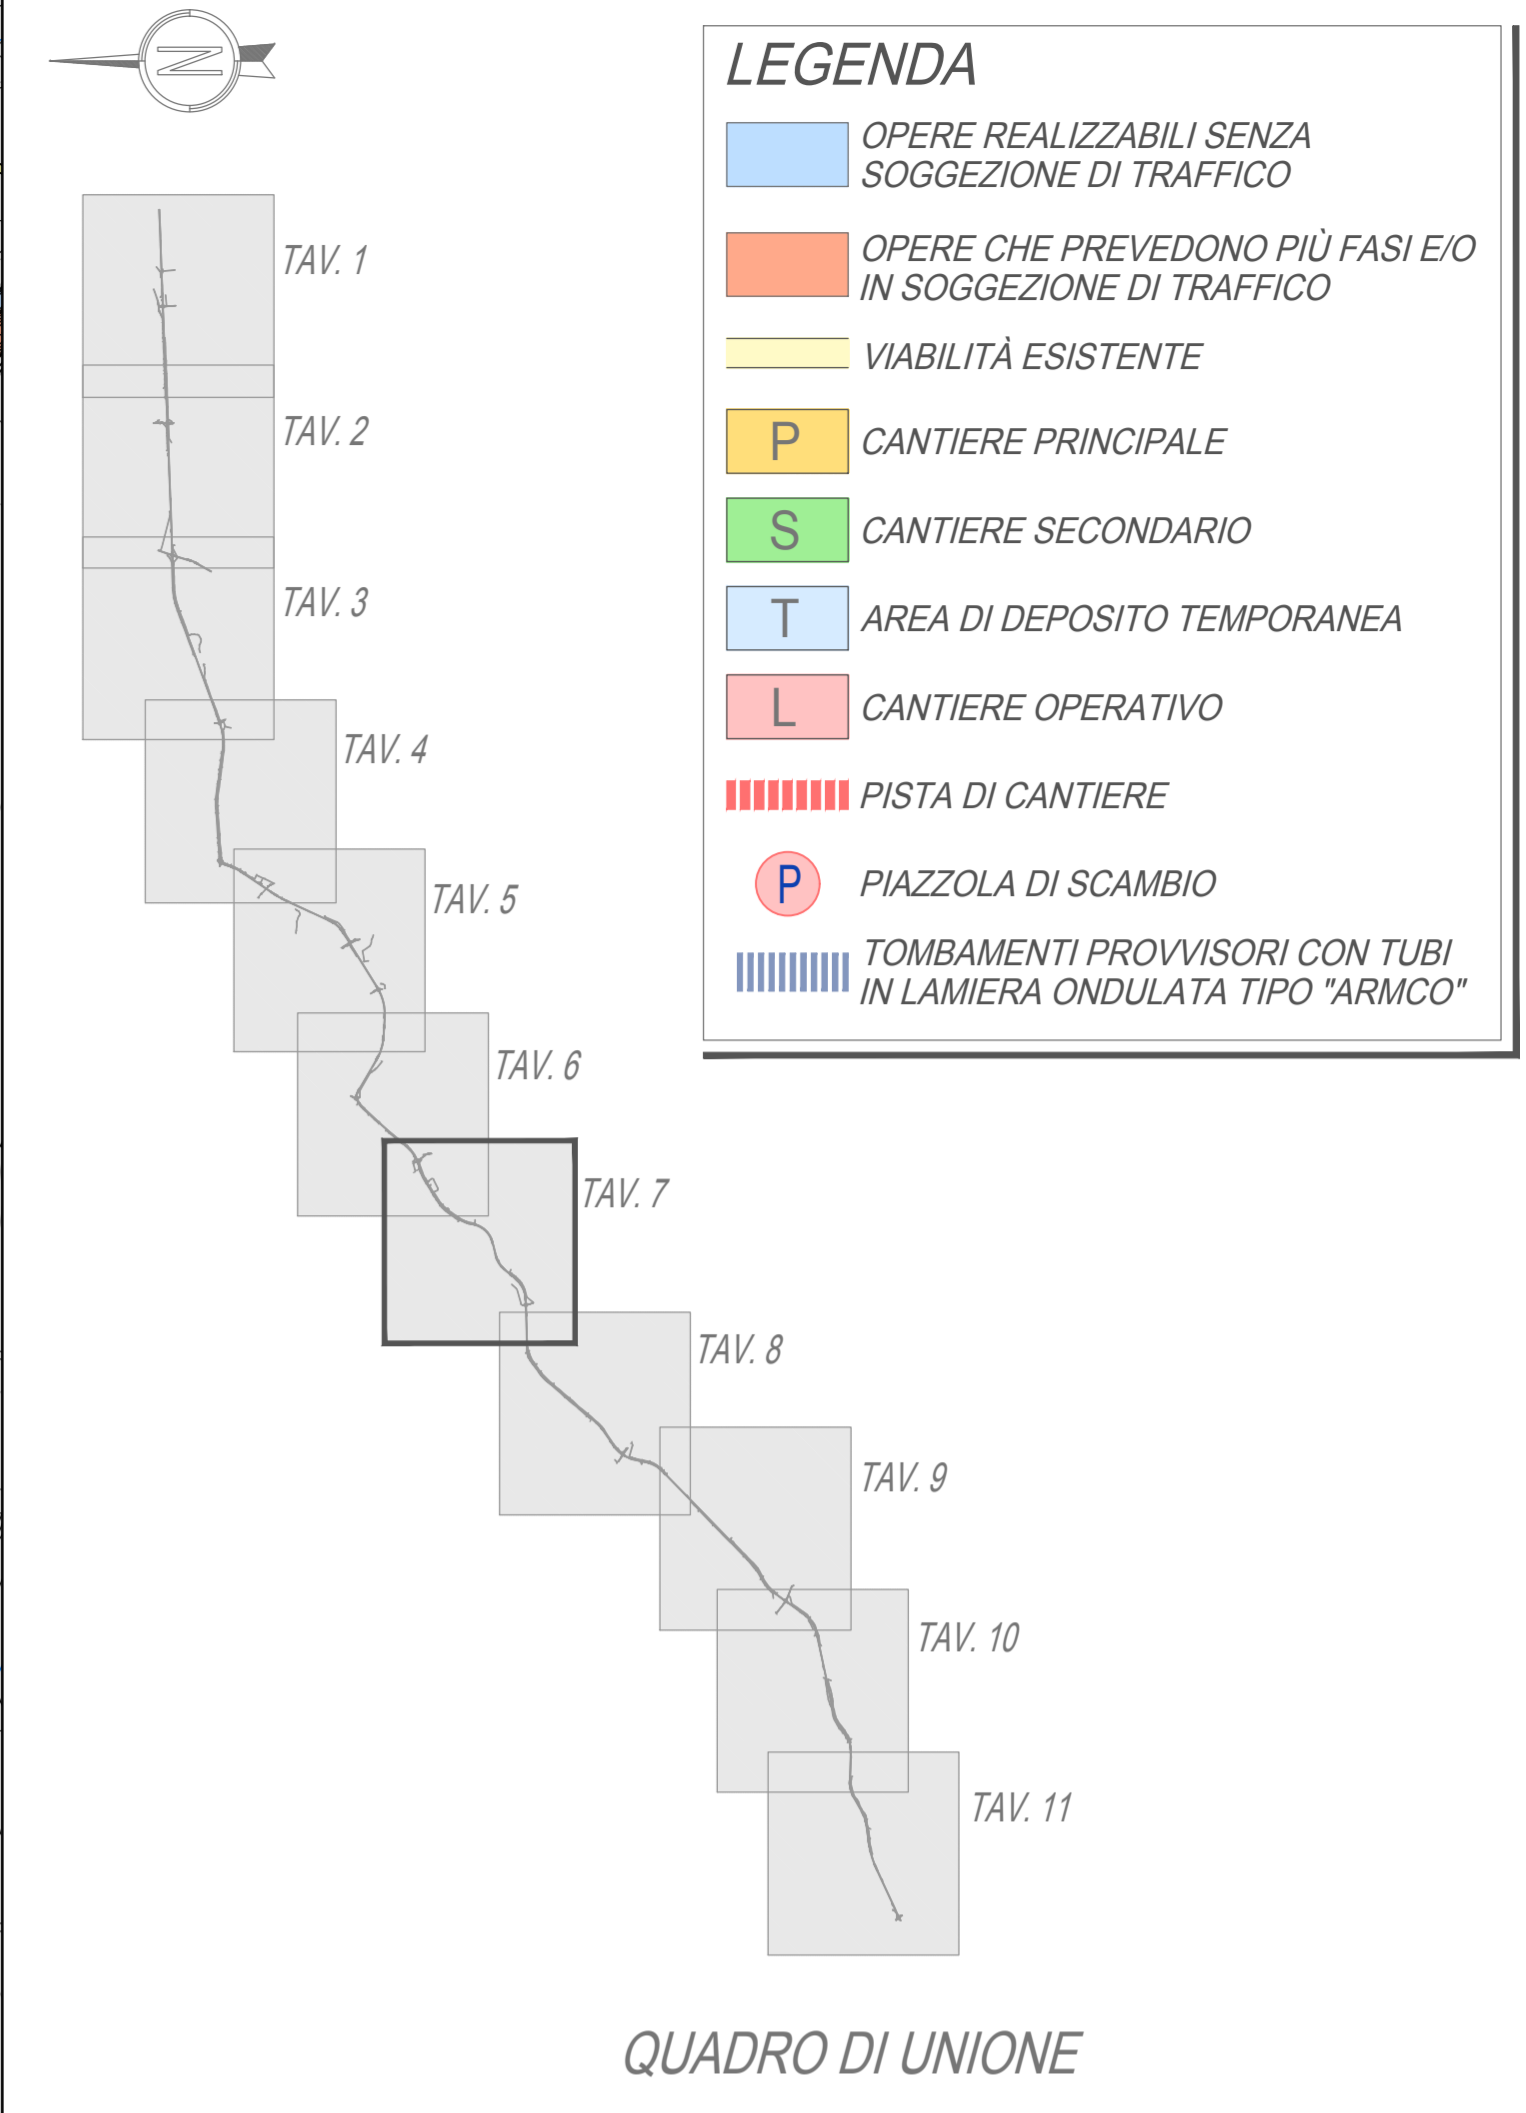 N
LEGENDA
OPERE REALIZZABILI SENZA
SOGGEZIONE DI TRAFFICO
OPERE CHE PREVEDONO PIÙ FASI E/O
IN SOGGEZIONE DI TRAFFICO
VIABILITÀ ESISTENTE
P CANTIERE PRINCIPALE
S CANTIERE SECONDARIO
T AREA DI DEPOSITO TEMPORANEA
L CANTIERE OPERATIVO
PISTA DI CANTIERE
P PIAZZOLA DI SCAMBIO
TOMBAMENTI PROVVISORI CON TUBI
IN LAMIERA ONDULATA TIPO "ARMCO"
TAV. 1
TAV. 2
TAV. 3
TAV. 4
TAV. 5
TAV. 6
TAV. 7
TAV. 8
TAV. 9
TAV. 10
TAV. 11
QUADRO DI UNIONE